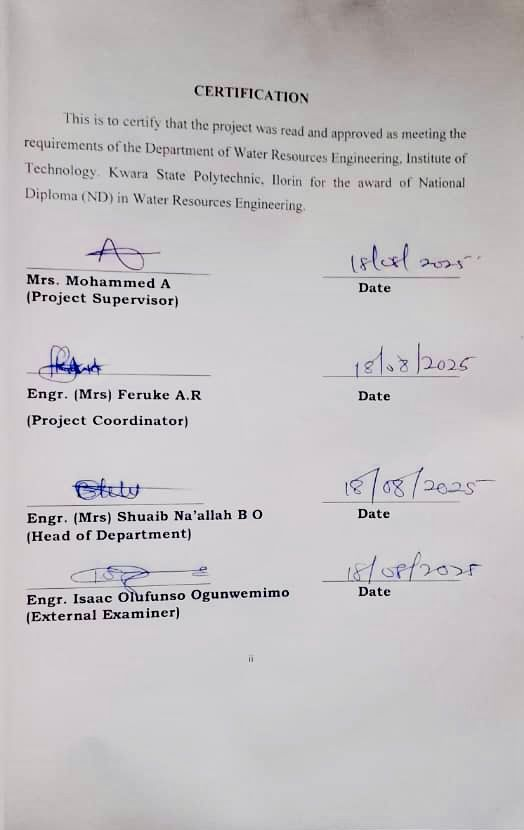 CERTIFICATION
This is to certify that the project was read and approved as meeting the
requirements of the Department of Water Resources Engineering, Institute of
Technology. Kwara State Polytechnic, Ilorin for the award of National
Diploma (ND) in Water Resources Engineering.
18/08/2025
Mrs. Mohammed A
Date
(Project Supervisor)
18/08/2025
Engr. (Mrs) Feruke A.R
Date
(Project Coordinator)
18/08/2025
Engr. (Mrs) Shuaib Na'allah B O
Date
(Head of Department)
18/08/2025
Engr. Isaac Olufunso Ogunwemimo
Date
(External Examiner)
ii